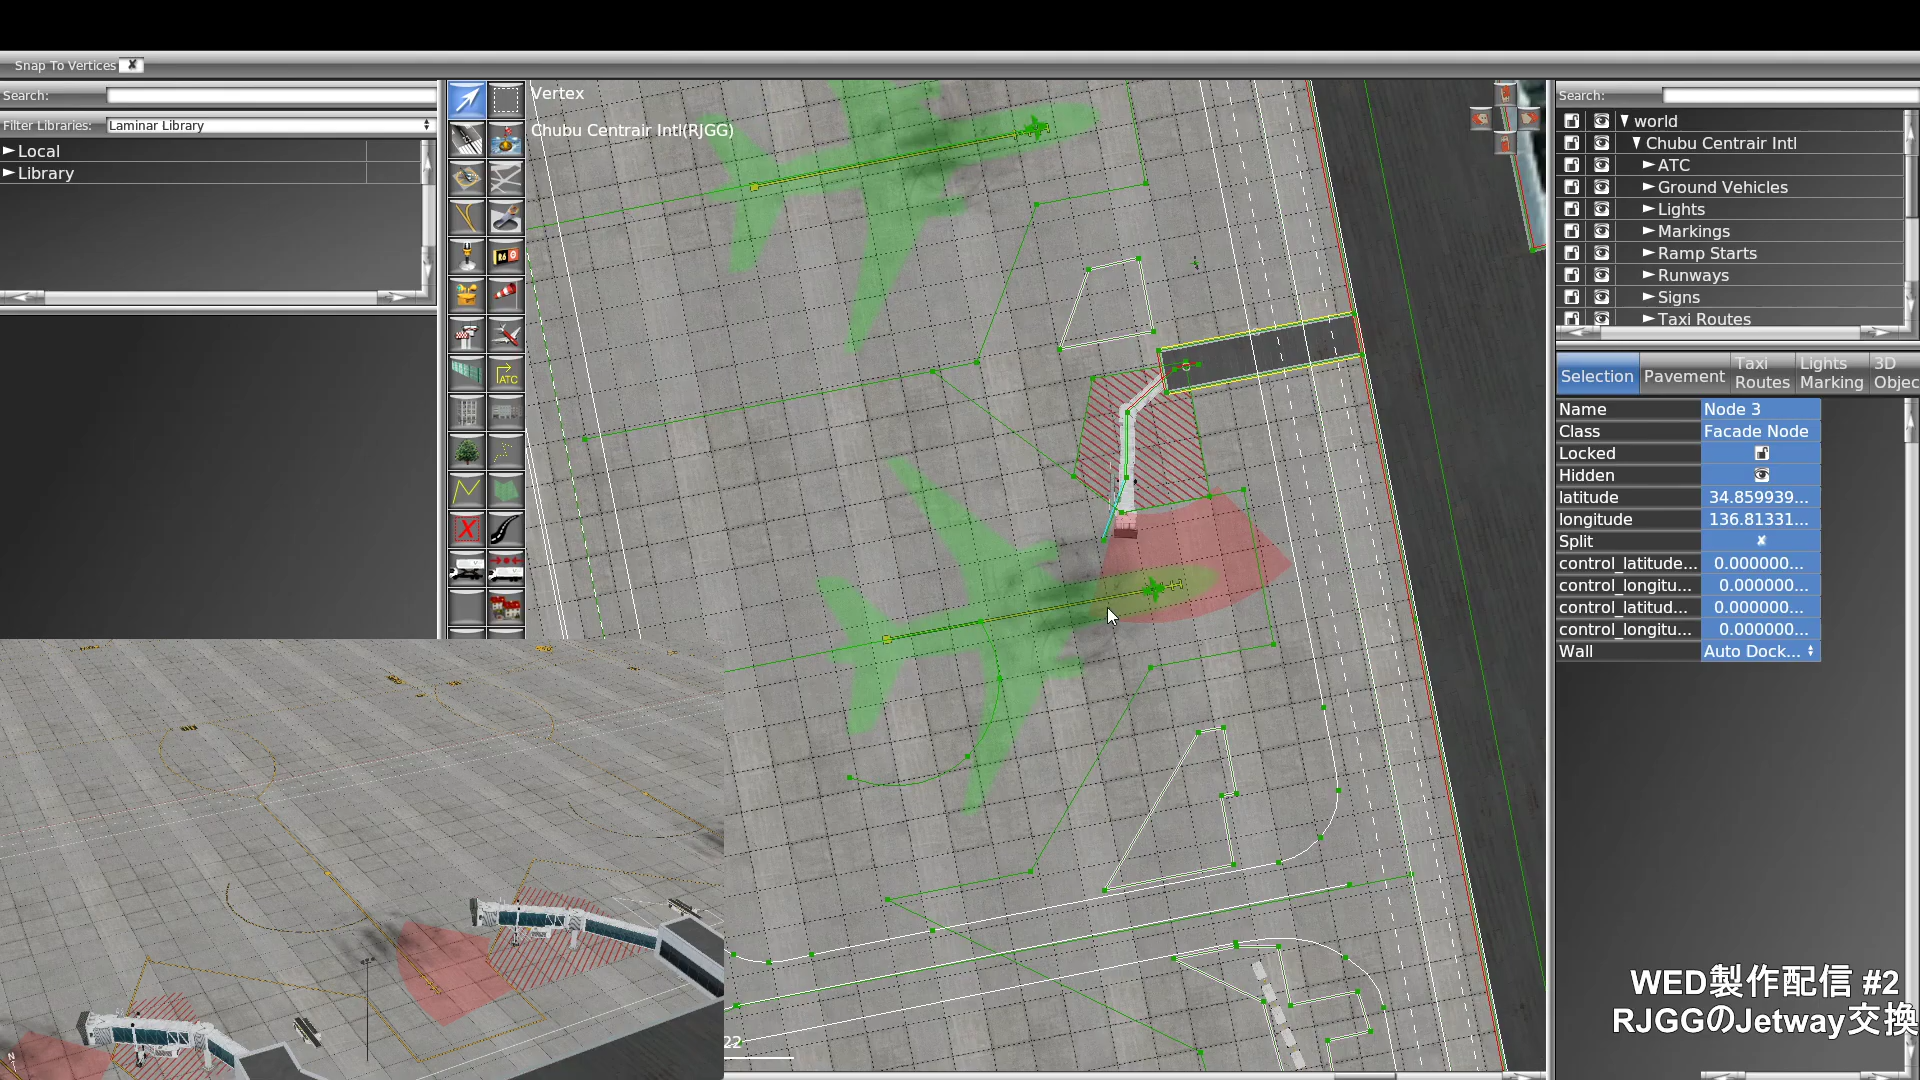 Snap To Vertices
Search:
Filter Libraries: Laminar Library
Local
Library
Vertex
Chubu Centrair Intl(RJGG)
ATC
22
N
Search:
world
Chubu Centrair Intl
ATC
Ground Vehicles
Lights
Markings
Ramp Starts
Runways
Signs
Taxi Routes
Selection
Pavement
Taxi Routes
Lights Marking
3D Objec
Name Node 3
Class Facade Node
Locked
Hidden
latitude 34.859939...
longitude 136.81331...
Split
control_latitude... 0.000000...
control_longitu... 0.000000...
control_latitud... 0.000000...
control_longitu... 0.000000...
Wall Auto Dock...
WED製作配信 #2
RJGGのJetway交換